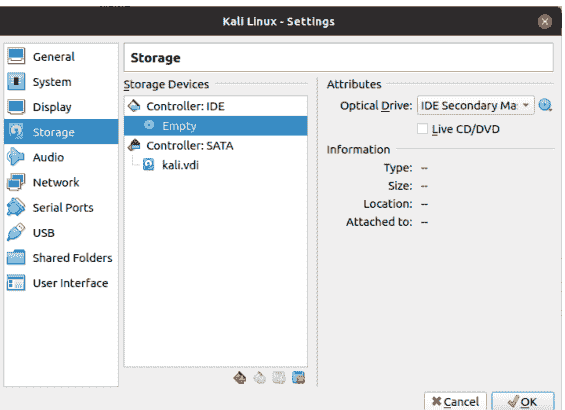 Kali Linux - Settings
General
System
Display
Storage
Audio
Network
Serial Ports
USB
Shared Folders
User Interface
Storage
Storage Devices
Controller: IDE
Empty
Controller: SATA
kali.vdi
Attributes
Optical Drive: IDE Secondary Ma
Live CD/DVD
Information
Type: --
Size: --
Location: --
Attached to: --
Cancel OK